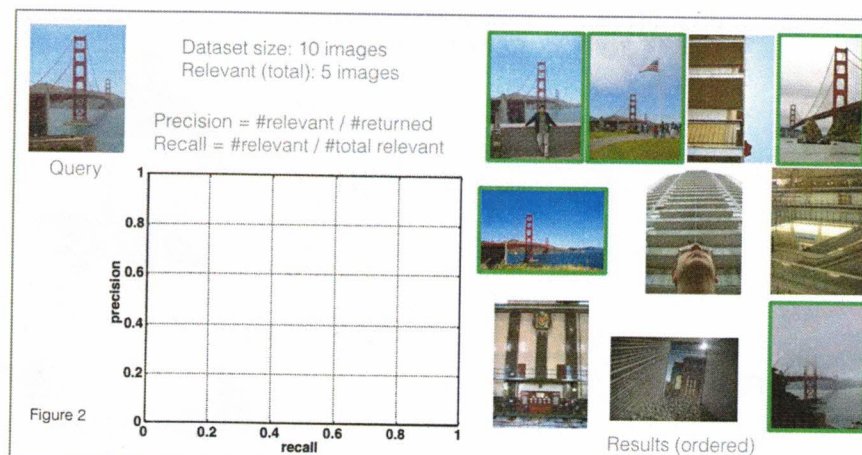 Dataset size: 10 images
Relevant (total): 5 images
Precision = #relevant / #returned
Recall = #relevant / #total relevant
Query
1
0.8
0.6
0.4
0.2
0
precision
0
0.2
0.4
0.6
0.8
1
recall
Figure 2
Results (ordered)